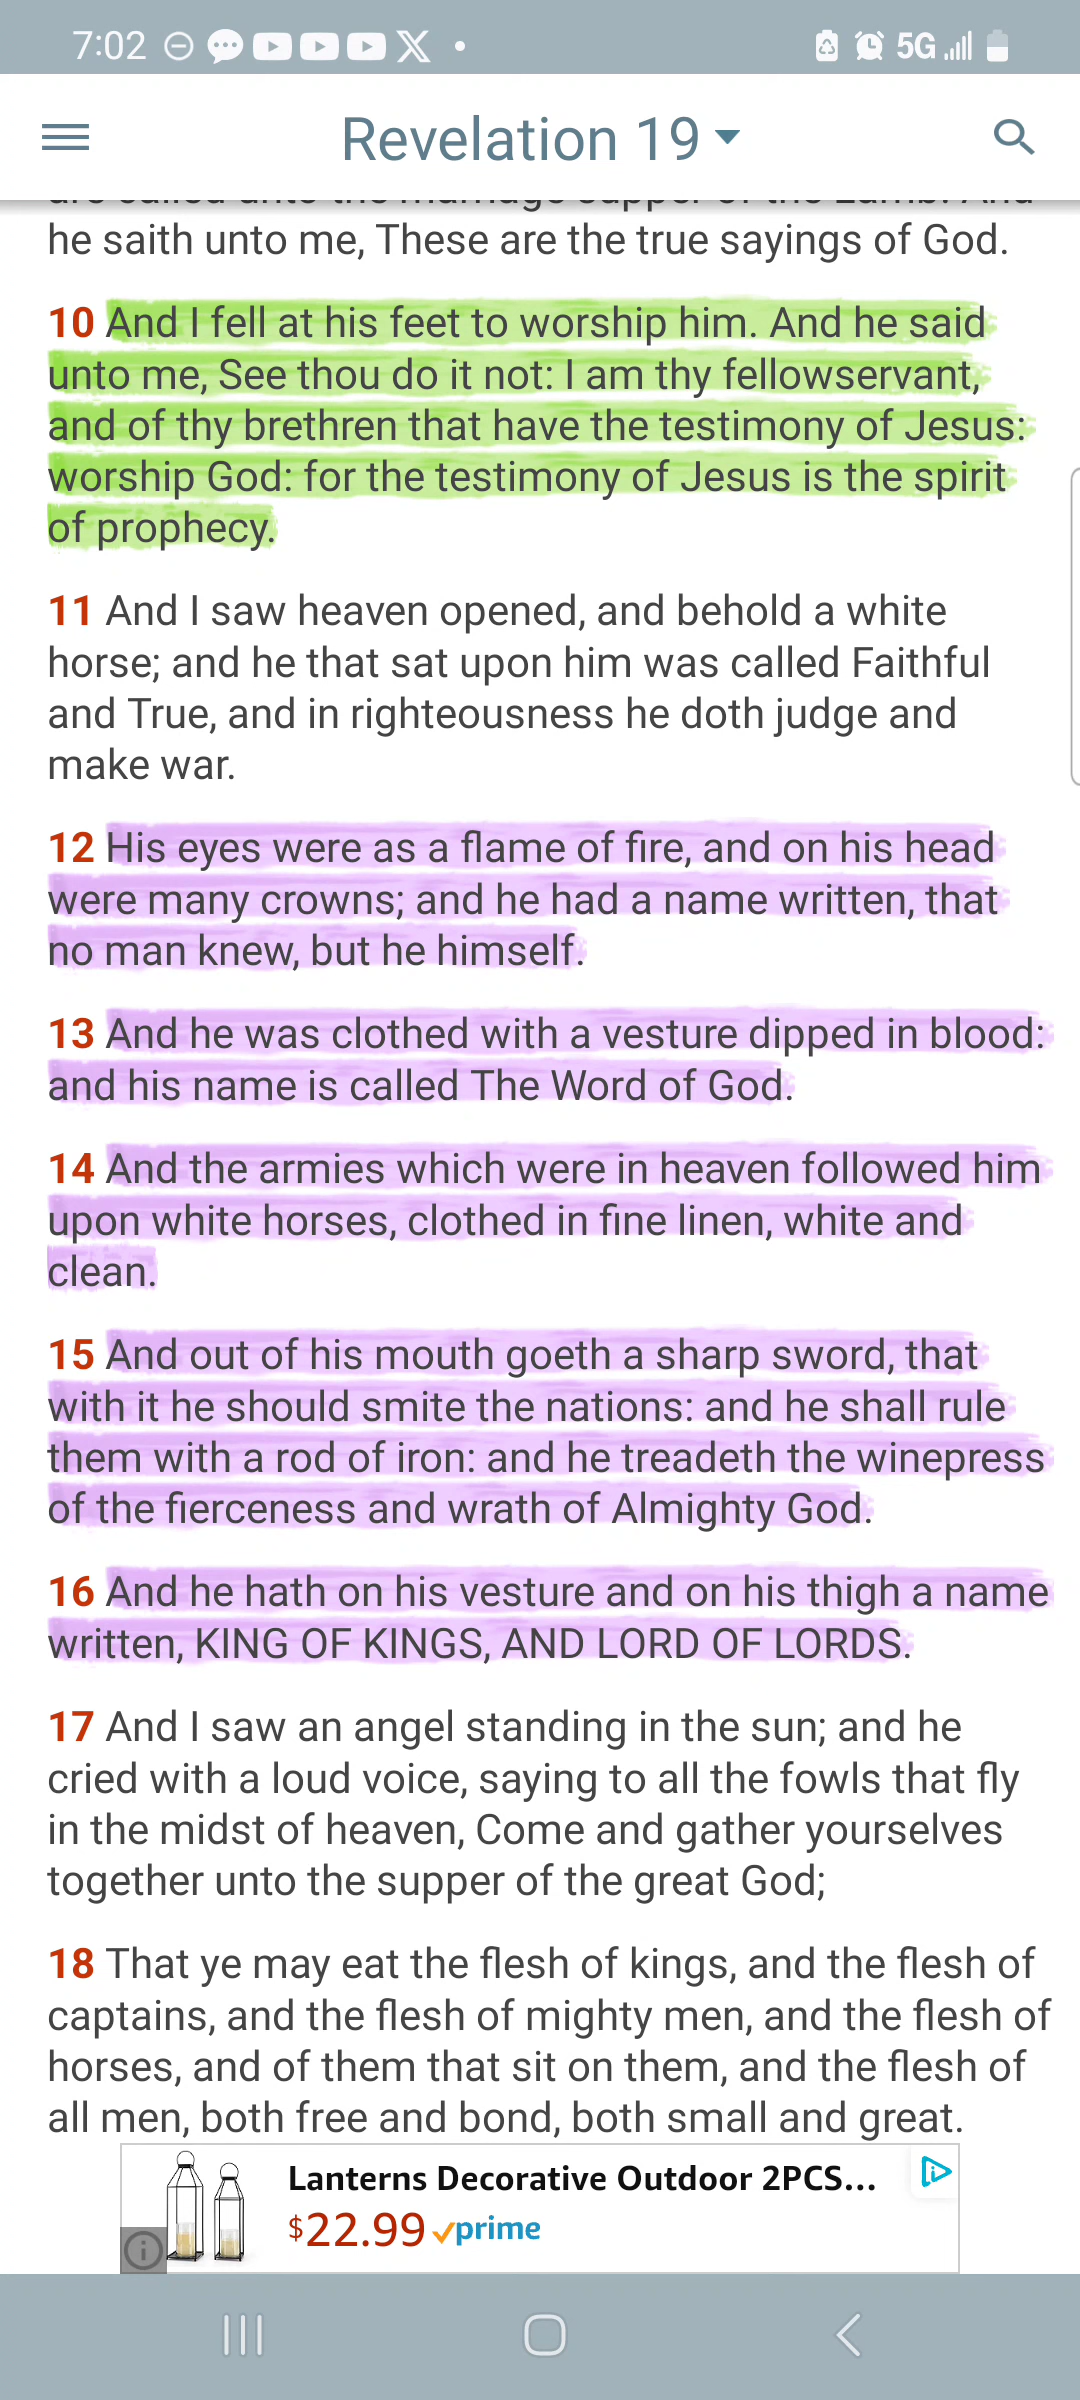 7:02
5G
Revelation 19
are called unto the marriage supper of the Lamb. And
he saith unto me, These are the true sayings of God.
10 And I fell at his feet to worship him. And he said
unto me, See thou do it not: I am thy fellowservant,
and of thy brethren that have the testimony of Jesus:
worship God: for the testimony of Jesus is the spirit
of prophecy.
11 And I saw heaven opened, and behold a white
horse; and he that sat upon him was called Faithful
and True, and in righteousness he doth judge and
make war.
12 His eyes were as a flame of fire, and on his head
were many crowns; and he had a name written, that
no man knew, but he himself.
13 And he was clothed with a vesture dipped in blood:
and his name is called The Word of God.
14 And the armies which were in heaven followed him
upon white horses, clothed in fine linen, white and
clean.
15 And out of his mouth goeth a sharp sword, that
with it he should smite the nations: and he shall rule
them with a rod of iron: and he treadeth the winepress
of the fierceness and wrath of Almighty God.
16 And he hath on his vesture and on his thigh a name
written, KING OF KINGS, AND LORD OF LORDS.
17 And I saw an angel standing in the sun; and he
cried with a loud voice, saying to all the fowls that fly
in the midst of heaven, Come and gather yourselves
together unto the supper of the great God;
18 That ye may eat the flesh of kings, and the flesh of
captains, and the flesh of mighty men, and the flesh of
horses, and of them that sit on them, and the flesh of
all men, both free and bond, both small and great.
Lanterns Decorative Outdoor 2PCS...
$22.99 prime